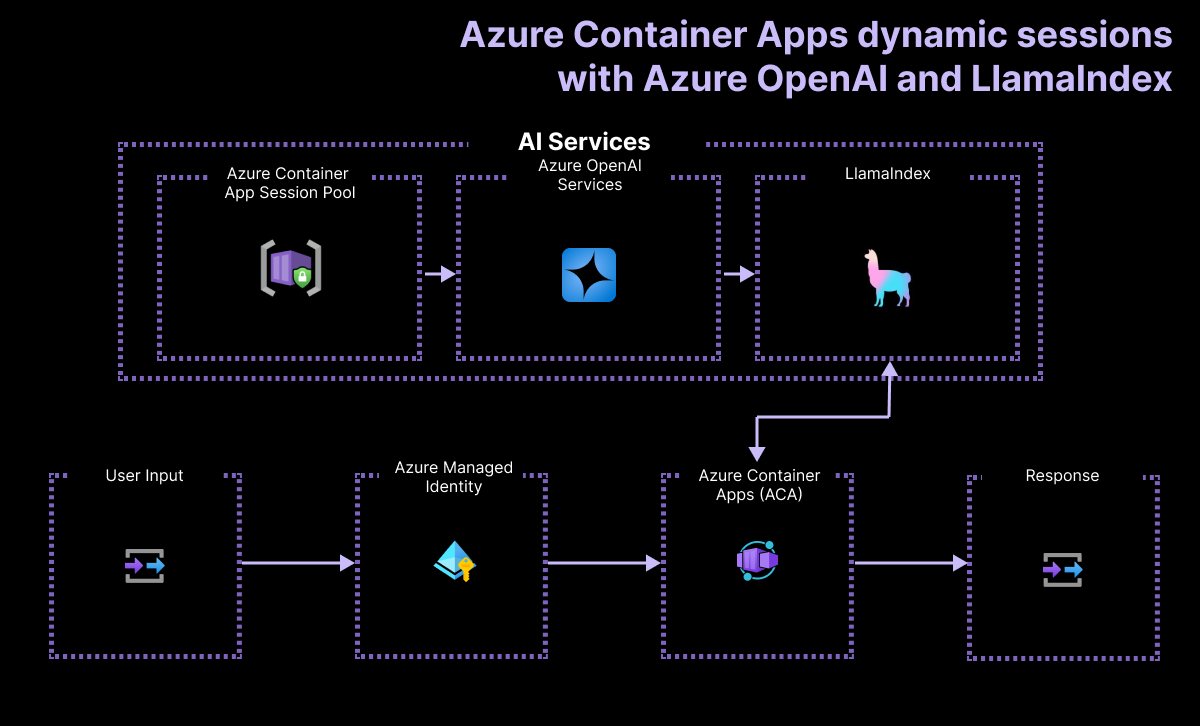 Azure Container Apps dynamic sessions
with Azure OpenAI and LlamaIndex
AI Services
Azure Container
App Session Pool
Azure OpenAI
Services
LlamaIndex
User Input
Azure Managed
Identity
Azure Container
Apps (ACA)
Response